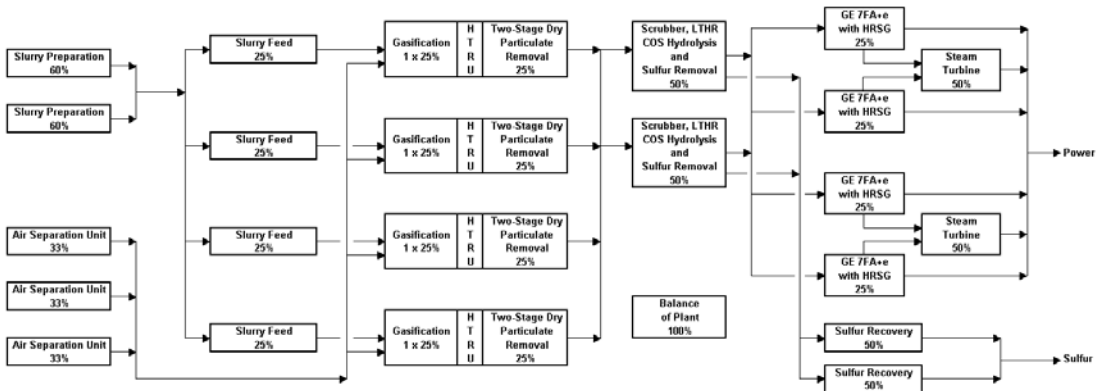 Slurry Preparation
60%
Slurry Preparation
60%
Air Separation Unit
33%
Air Separation Unit
33%
Air Separation Unit
33%
Slurry Feed
25%
Slurry Feed
25%
Slurry Feed
25%
Slurry Feed
25%
Gasification
1 x 25%
H
T
R
U
Two-Stage Dry
Particulate
Removal
25%
Gasification
1 x 25%
H
T
R
U
Two-Stage Dry
Particulate
Removal
25%
Gasification
1 x 25%
H
T
R
U
Two-Stage Dry
Particulate
Removal
25%
Gasification
1 x 25%
H
T
R
U
Two-Stage Dry
Particulate
Removal
25%
Scrubber, LTHR
COS Hydrolysis
and
Sulfur Removal
50%
Scrubber, LTHR
COS Hydrolysis
and
Sulfur Removal
50%
Balance
of Plant
100%
GE 7FA+e
with HRSG
25%
Steam
Turbine
50%
GE 7FA+e
with HRSG
25%
GE 7FA+e
with HRSG
25%
Steam
Turbine
50%
GE 7FA+e
with HRSG
25%
Power
Sulfur Recovery
50%
Sulfur Recovery
50%
Sulfur